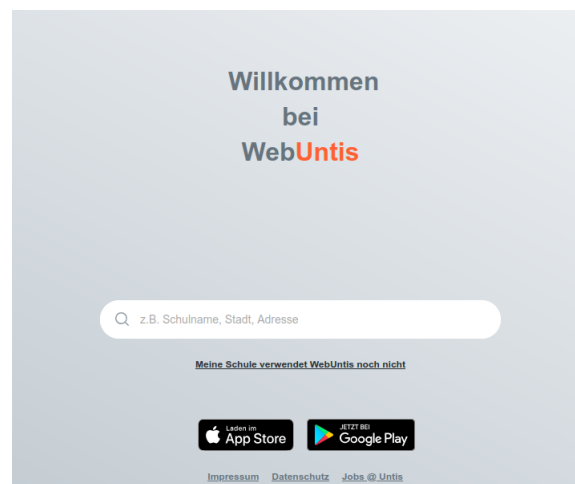 Willkommen
bei
WebUntis
z.B. Schulname, Stadt, Adresse
Meine Schule verwendet WebUntis noch nicht
Laden im
App Store
JETZT BEI
Google Play
Impressum Datenschutz Jobs @ Untis